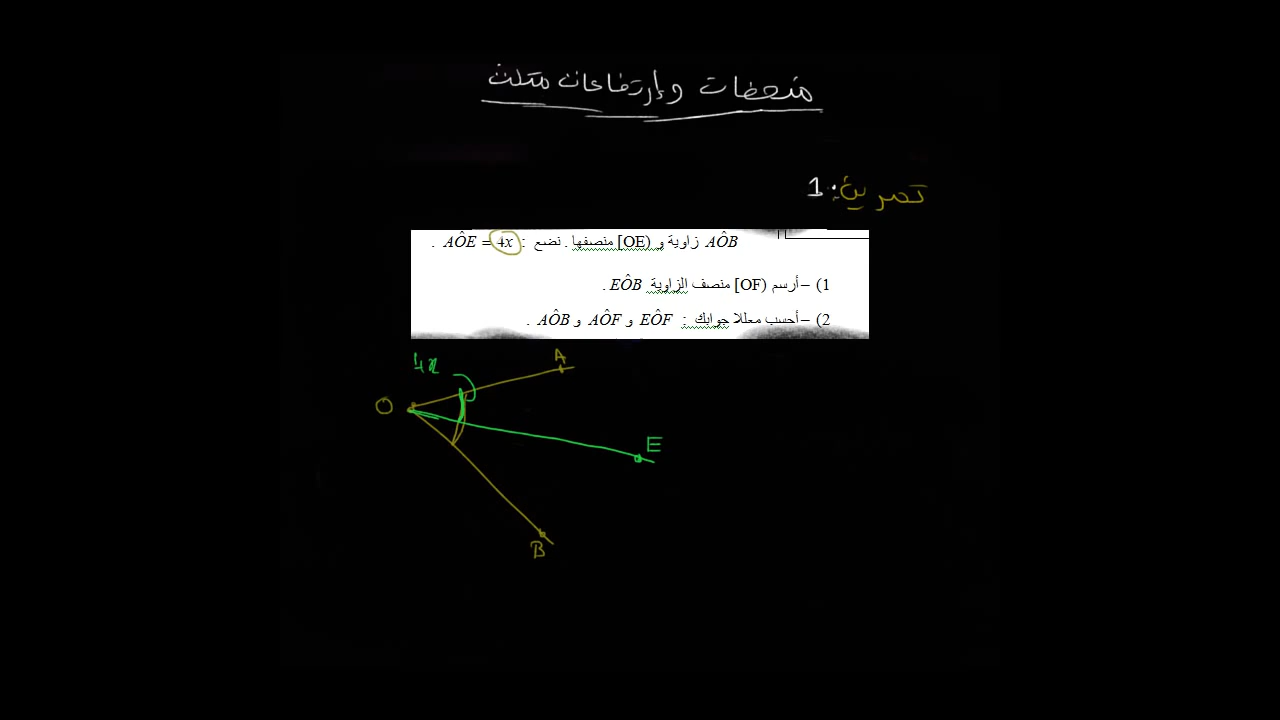 منصفات وإرتفاعات مثلث
تمرين 1:
AÔB زاوية و [OE) منصفها . نضع : AÔE = 4x .
1) – أرسم [OF) منصف الزاوية EÔB .
2) – أحسب معللا جوابك : EÔF و AÔF و AÔB .
4x
A
O
E
B